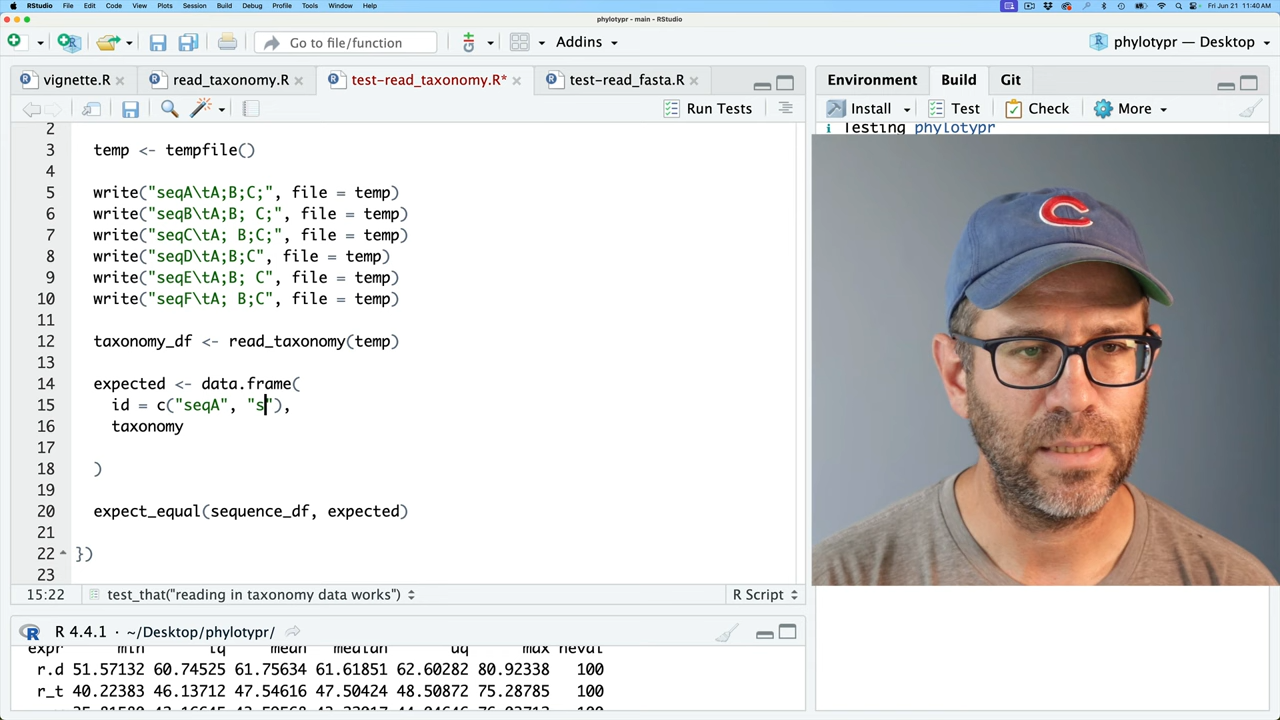 RStudio File Edit Code View Plots Session Build Debug Profile Tools Window Help Fri Jun 21 11:40 AM
phylotypr - main - RStudio
Go to file/function Addins phylotypr — Desktop
vignette.R read_taxonomy.R test-read_taxonomy.R* test-read_fasta.R Environment Build Git
Run Tests Install Test Check More
i Testing phylotypr
2
3 temp <- tempfile()
4
5 write("seqA\tA;B;C;", file = temp)
6 write("seqB\tA;B; C;", file = temp)
7 write("seqC\tA; B;C;", file = temp)
8 write("seqD\tA;B;C", file = temp)
9 write("seqE\tA;B; C", file = temp)
10 write("seqF\tA; B;C", file = temp)
11
12 taxonomy_df <- read_taxonomy(temp)
13
14 expected <- data.frame(
15 id = c("seqA", "s"),
16 taxonomy
17
18 )
19
20 expect_equal(sequence_df, expected)
21
22 })
23
15:22 test_that("reading in taxonomy data works") R Script
R 4.4.1 · ~/Desktop/phylotypr/
expr min lq mean median uq max neval
r.d 51.57132 60.74525 61.75634 61.61851 62.60282 80.92338 100
r_t 40.22383 46.13712 47.54616 47.50424 48.50872 75.28785 100